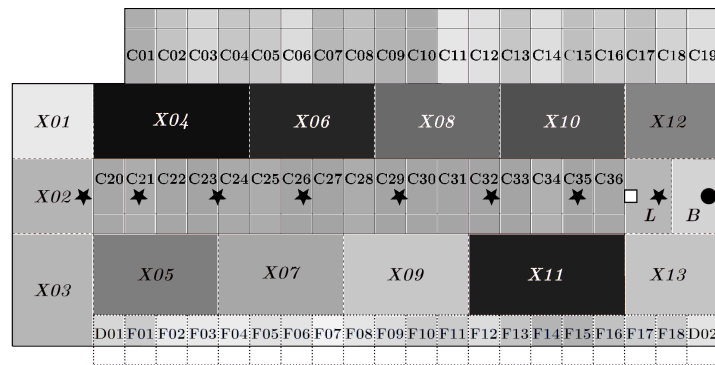 C01 C02 C03 C04 C05 C06 C07 C08 C09 C10 C11 C12 C13 C14 C15 C16 C17 C18 C19
X01 X04 X06 X08 X10 X12
C20 C21 C22 C23 C24 C25 C26 C27 C28 C29 C30 C31 C32 C33 C34 C35 C36
X02
L B
X03 X05 X07 X09 X11 X13
D01 F01 F02 F03 F04 F05 F06 F07 F08 F09 F10 F11 F12 F13 F14 F15 F16 F17 F18 D02